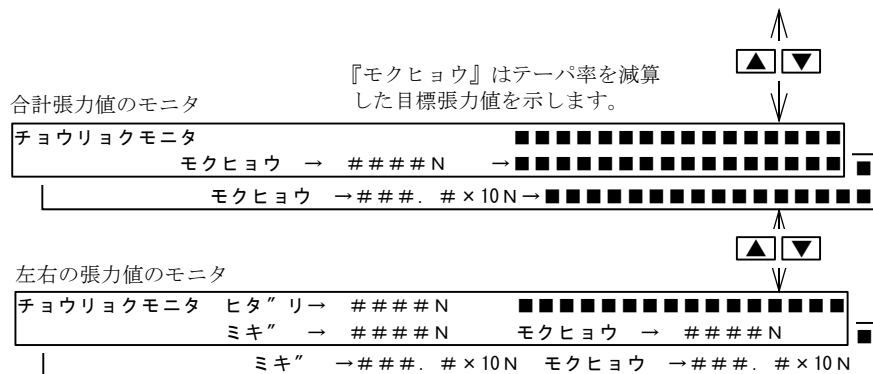 ▲ ▼
『モクヒョウ』はテーパ率を減算
した目標張力値を示します。
合計張力値のモニタ
チョウリョクモニタ ■■■■■■■■■■■■■■■■
モクヒョウ → ####N →■■■■■■■■■■■■■■■■
■
モクヒョウ →###.#×10N→■■■■■■■■■■■■■■■■
▲ ▼
左右の張力値のモニタ
チョウリョクモニタ ヒタ〃リ→ ####N ■■■■■■■■■■■■■■■■
ミキ〃 → ####N モクヒョウ → ####N
■
ミキ〃 →###.#×10N モクヒョウ →###.#×10N